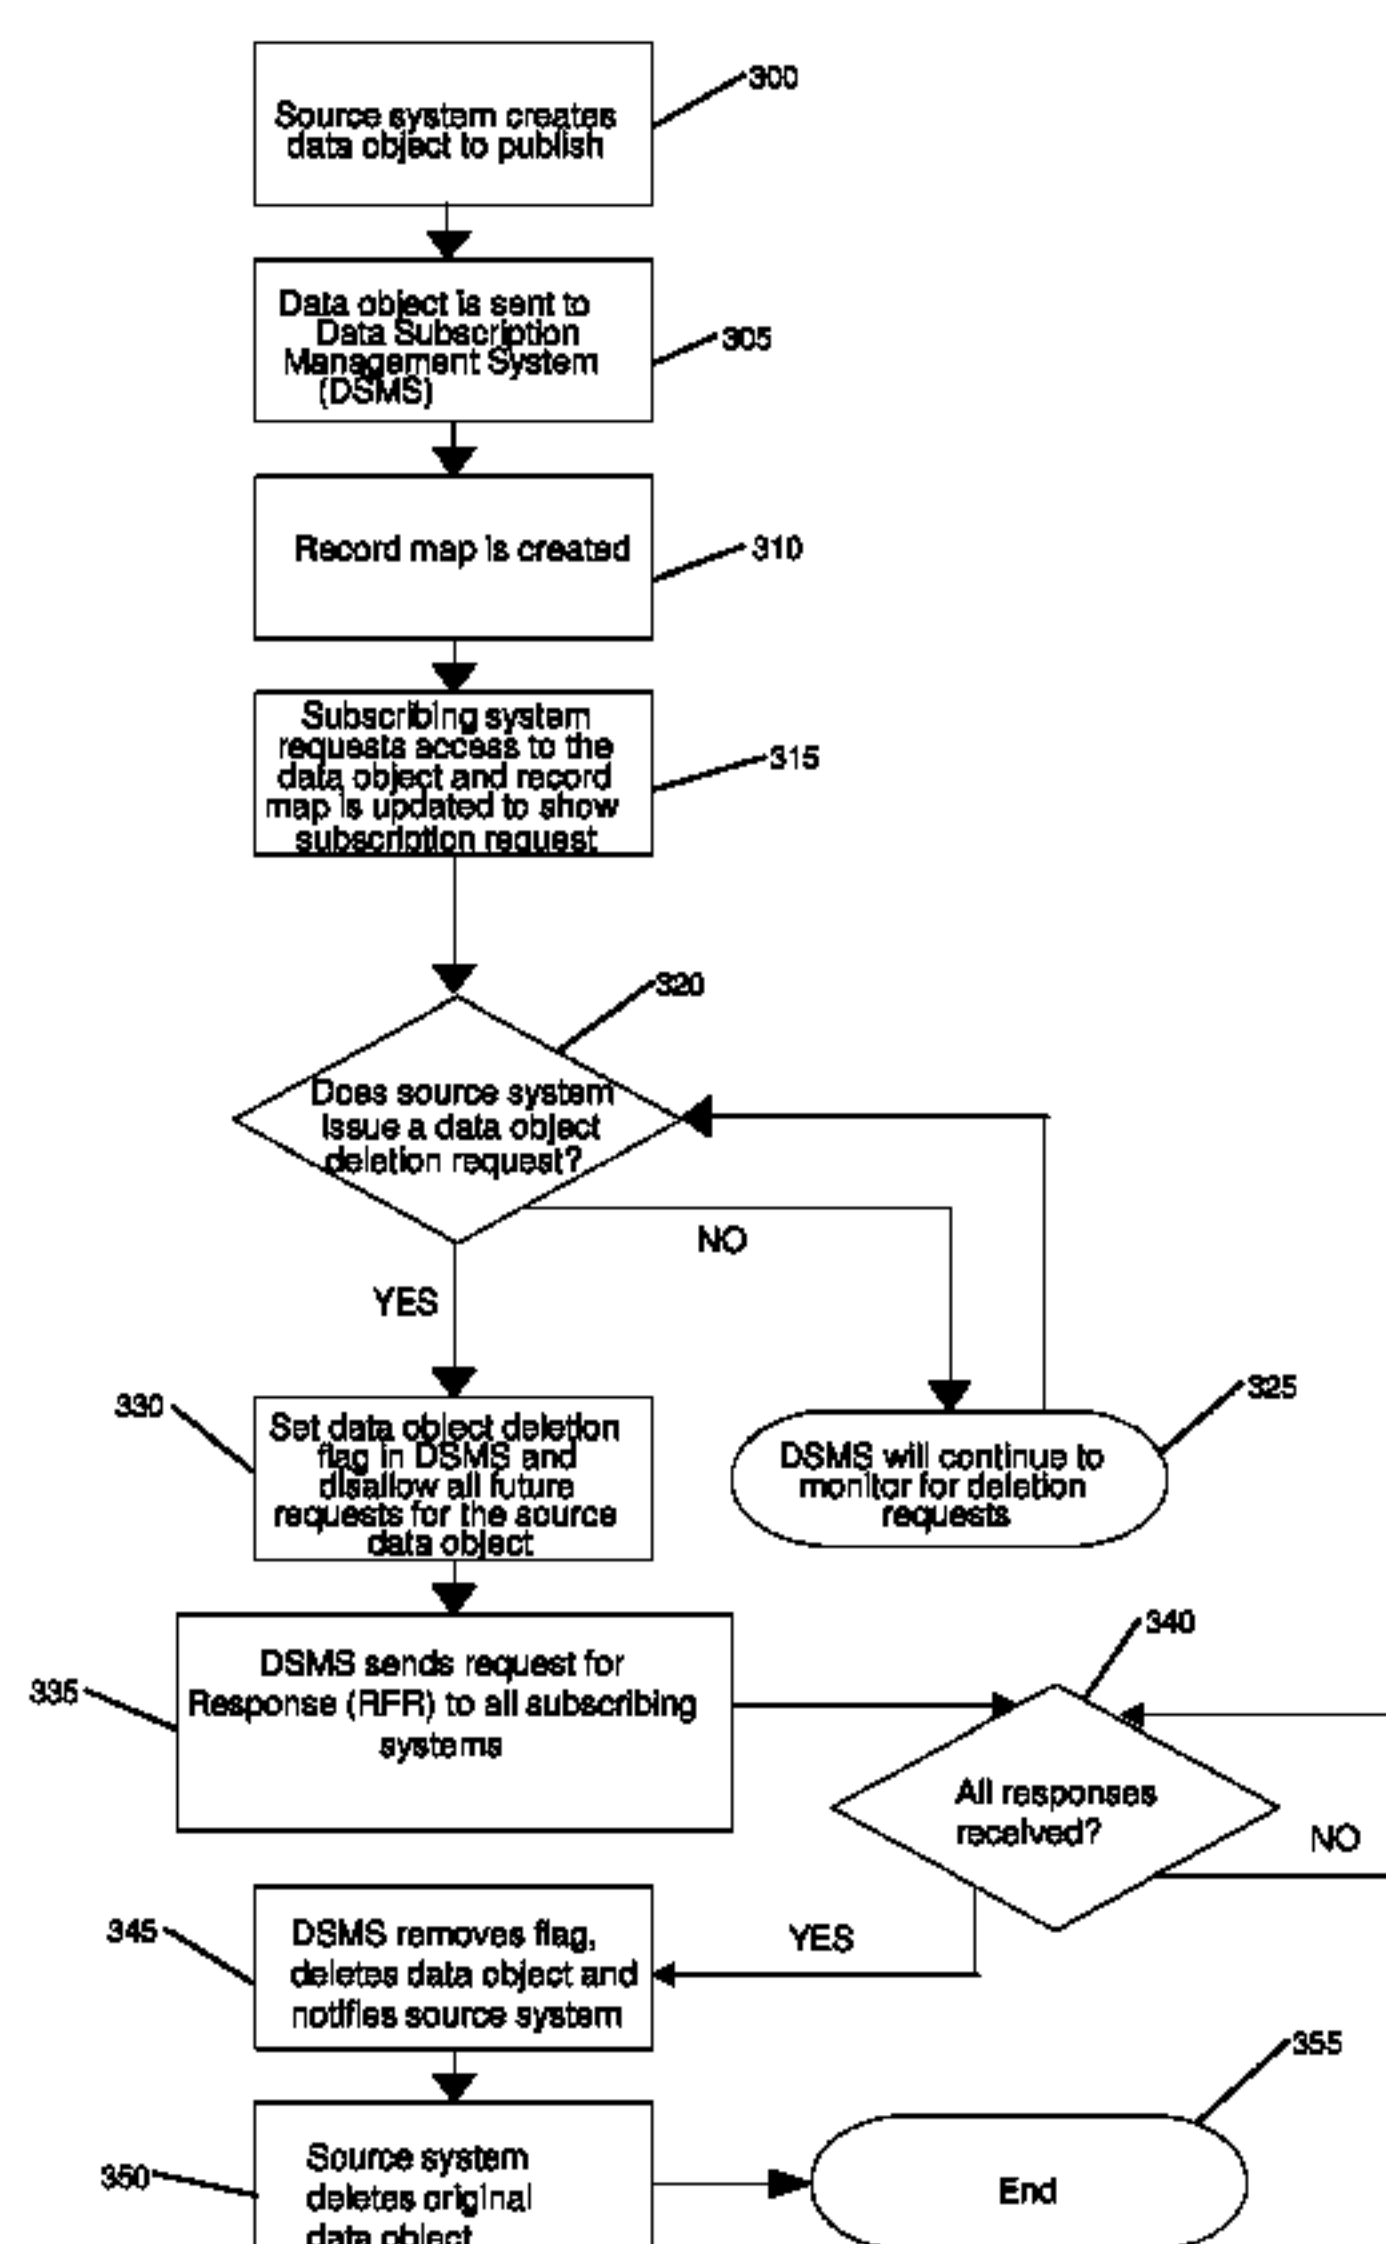 300
Source system creates
data object to publish
Data object is sent to
Data Subscription
Management System
(DSMS)
305
Record map is created
310
Subscribing system
requests access to the
data object and record
map is updated to show
subscription request
315
320
Does source system
issue a data object
deletion request?
NO
YES
330
Set data object deletion
flag in DSMS and
disallow all future
requests for the source
data object
325
DSMS will continue to
monitor for deletion
requests
335
DSMS sends request for
Response (RFR) to all subscribing
systems
340
All responses
received?
NO
YES
345
DSMS removes flag,
deletes data object and
notifies source system
355
350
Source system
deletes original
data object
End